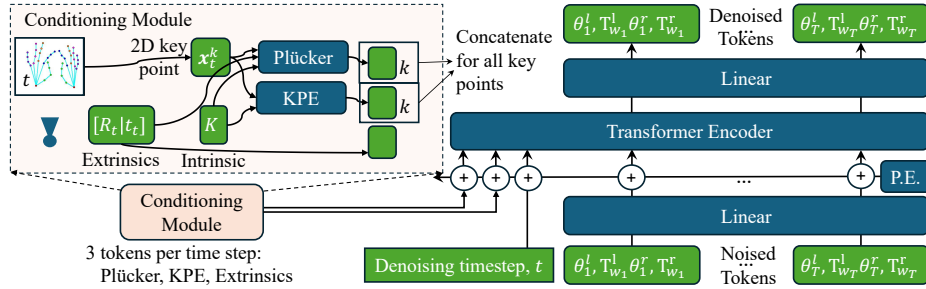 Conditioning Module
t
2D key
point
𝒙_t^k
Plücker
k
KPE
k
[R_t|t_t]
K
Extrinsics
Intrinsic
Concatenate
for all key
points
Conditioning
Module
3 tokens per time step:
Plücker, KPE, Extrinsics
θ_1^l, T_{w_1}^l θ_1^r, T_{w_1}^r
Denoised
...
Tokens
θ_T^l, T_{w_T}^l θ_T^r, T_{w_T}^r
Linear
Transformer Encoder
+ + + + ... +
P.E.
Linear
Denoising timestep, t
θ_1^l, T_{w_1}^l θ_1^r, T_{w_1}^r
Noised
...
Tokens
θ_T^l, T_{w_T}^l θ_T^r, T_{w_T}^r